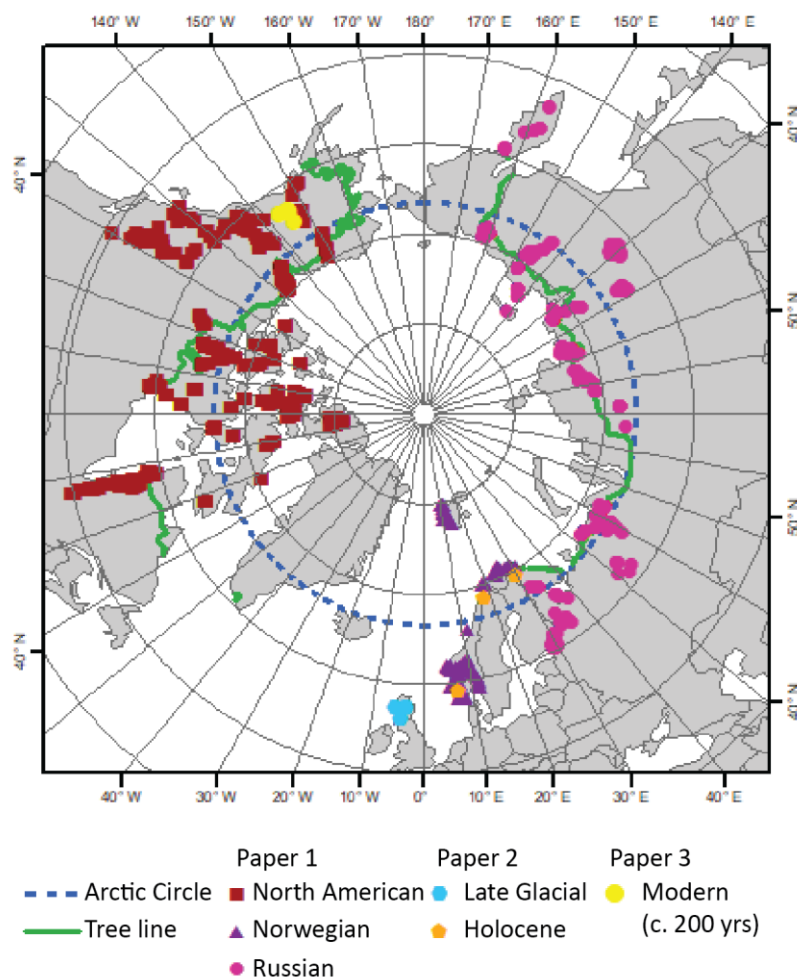 140° W 150° W 160° W 170° W 180° 170° E 160° E 150° E 140° E
40° N 40° N
50° N
50° N
40° N 40° N
40° W 30° W 20° W 10° W 0° 10° E 20° E 30° E 40° E
Paper 1 Paper 2 Paper 3
Arctic Circle North American Late Glacial Modern
Tree line Norwegian Holocene (c. 200 yrs)
Russian